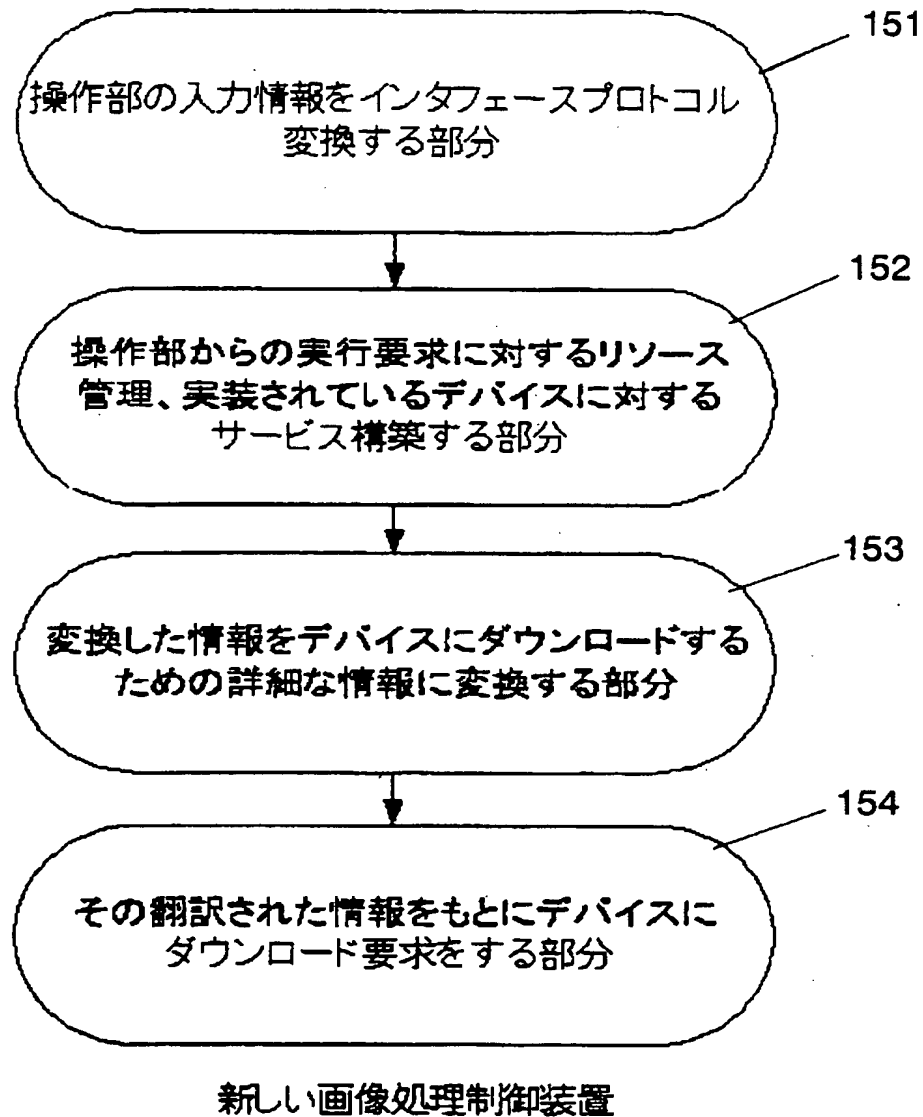 151
操作部の入力情報をインタフェースプロトコル
変換する部分
152
操作部からの実行要求に対するリソース
管理、実装されているデバイスに対する
サービス構築する部分
153
変換した情報をデバイスにダウンロードする
ための詳細な情報に変換する部分
154
その翻訳された情報をもとにデバイスに
ダウンロード要求をする部分
新しい画像処理制御装置